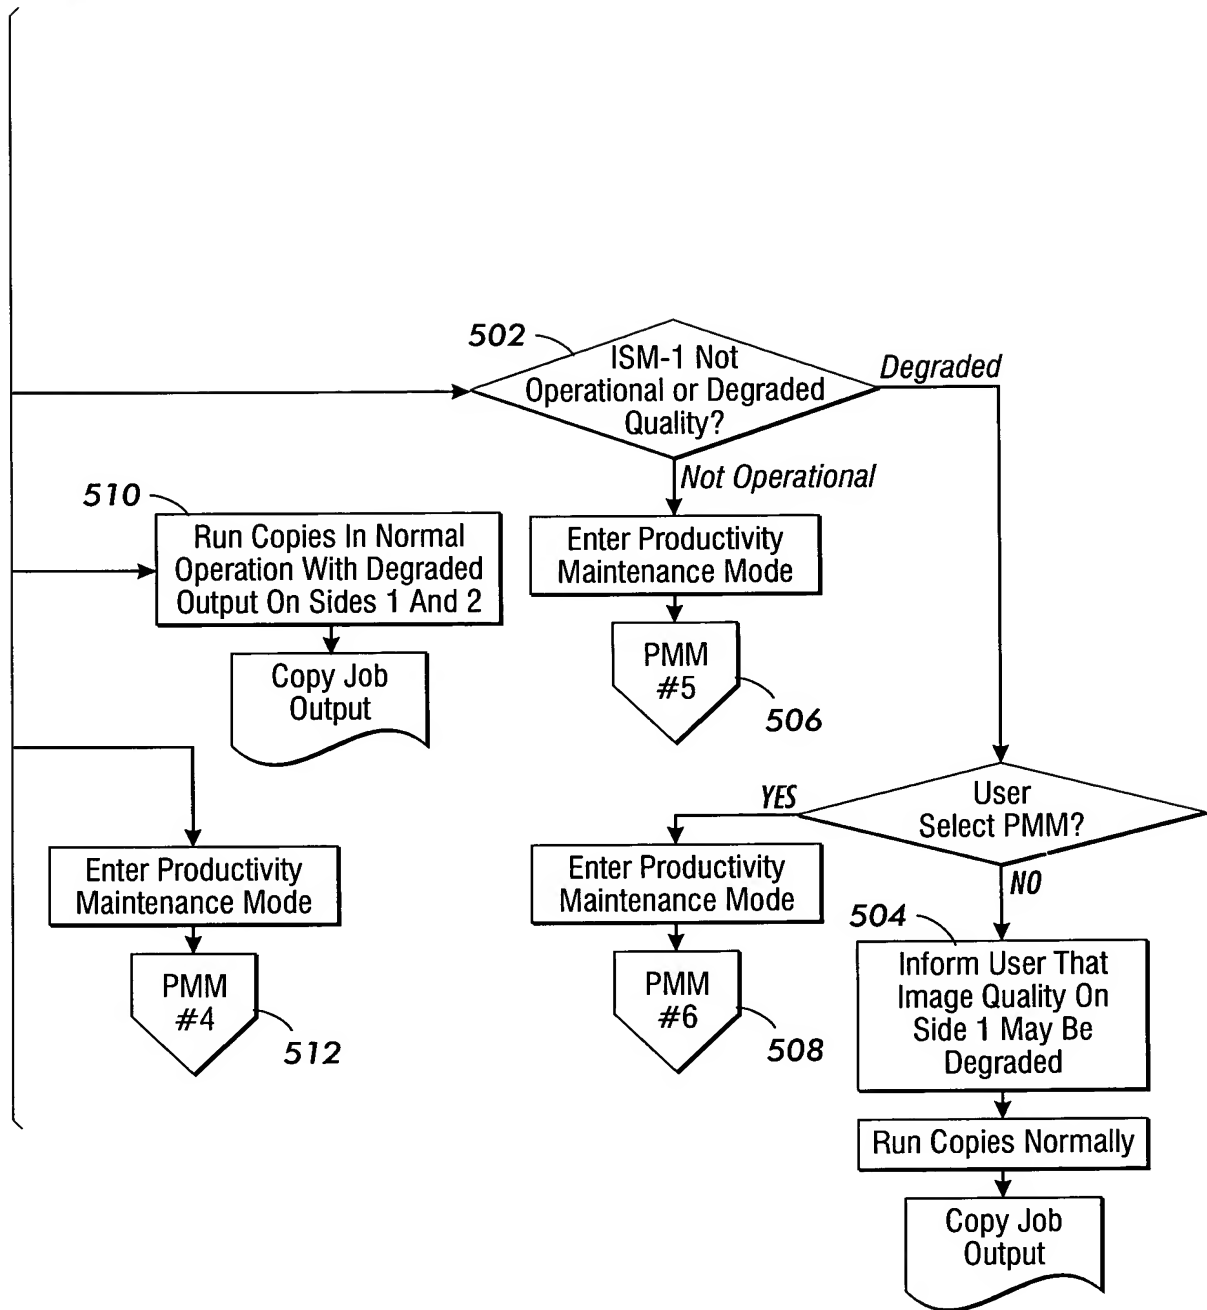 502
ISM-1 Not
Operational or Degraded
Quality?
Degraded
Not Operational
510
Run Copies In Normal
Operation With Degraded
Output On Sides 1 And 2
Copy Job
Output
Enter Productivity
Maintenance Mode
PMM
#5
506
User
Select PMM?
YES
NO
Enter Productivity
Maintenance Mode
PMM
#4
512
Enter Productivity
Maintenance Mode
PMM
#6
508
504
Inform User That
Image Quality On
Side 1 May Be
Degraded
Run Copies Normally
Copy Job
Output